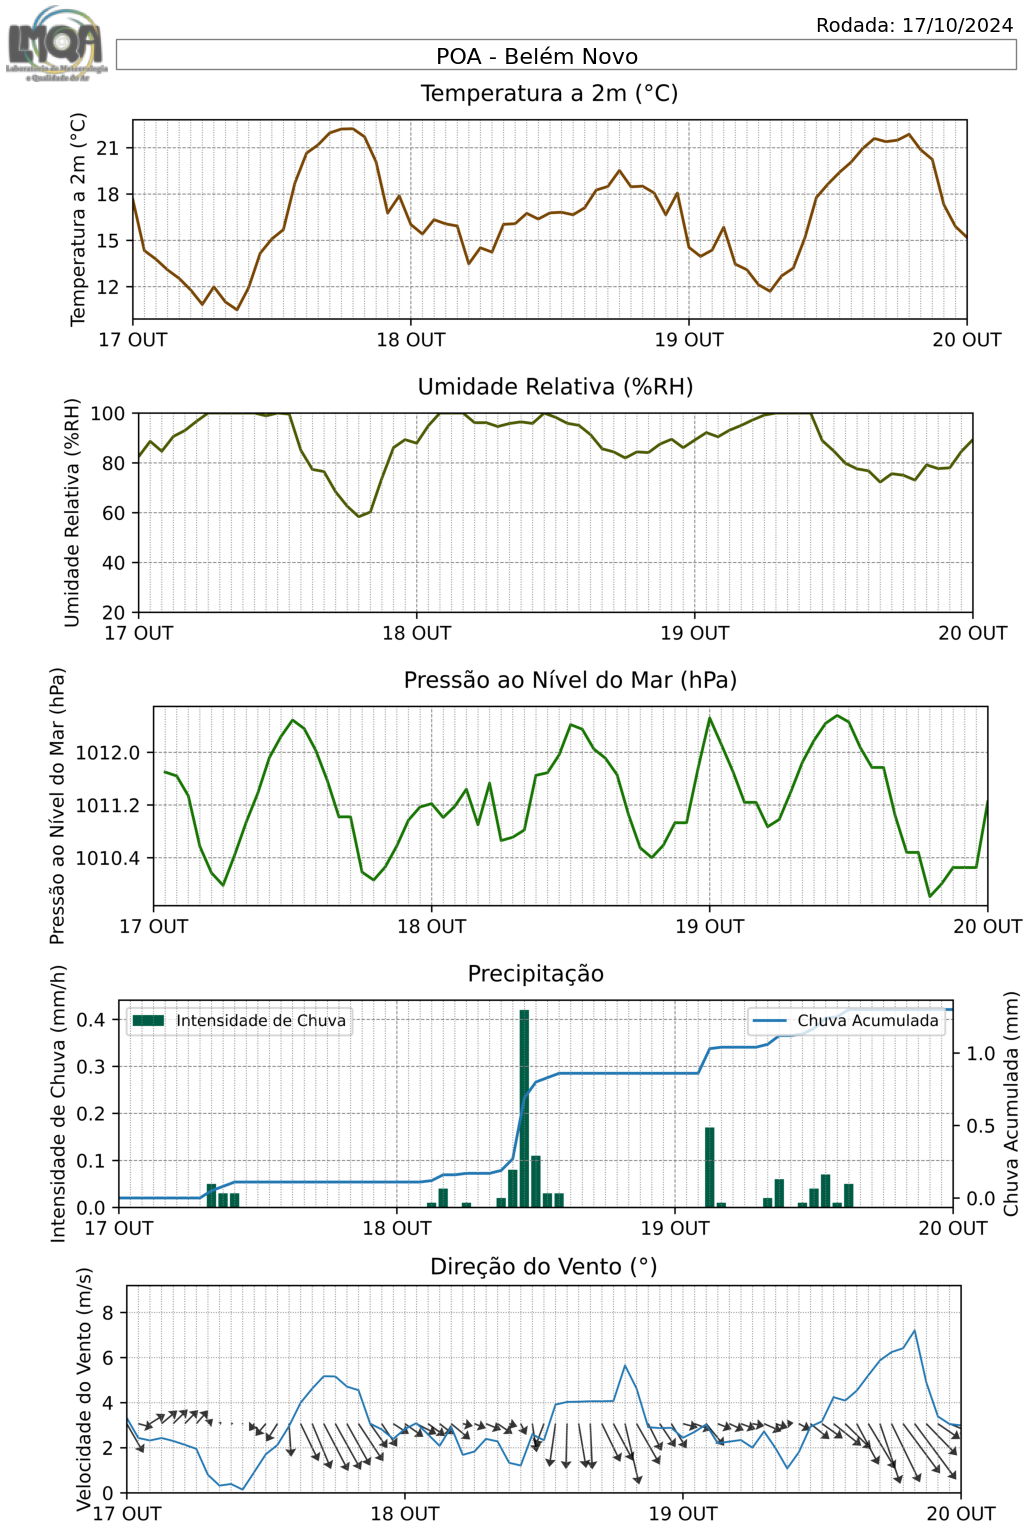 Rodada: 17/10/2024
LMQA
Laboratório de Meteorologia
e Qualidade do Ar
POA - Belém Novo
Temperatura a 2m (°C)
Temperatura a 2m (°C)
21
18
15
12
17 OUT 18 OUT 19 OUT 20 OUT
Umidade Relativa (%RH)
Umidade Relativa (%RH)
100
80
60
40
20
17 OUT 18 OUT 19 OUT 20 OUT
Pressão ao Nível do Mar (hPa)
Pressão ao Nível do Mar (hPa)
1012.0
1011.2
1010.4
17 OUT 18 OUT 19 OUT 20 OUT
Precipitação
Intensidade de Chuva (mm/h)
0.4
0.3
0.2
0.1
0.0
Intensidade de Chuva
Chuva Acumulada
1.0
0.5
0.0
Chuva Acumulada (mm)
17 OUT 18 OUT 19 OUT 20 OUT
Direção do Vento (°)
Velocidade do Vento (m/s)
8
6
4
2
0
17 OUT 18 OUT 19 OUT 20 OUT